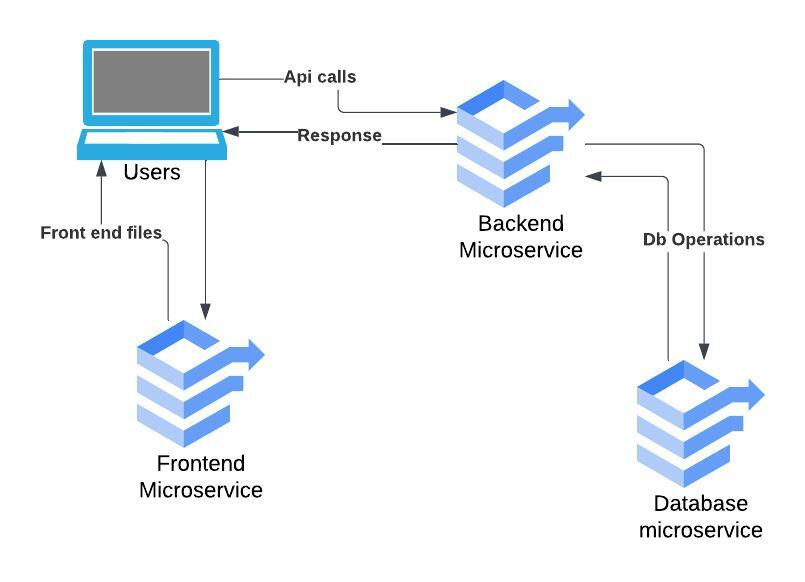 Api calls
Response
Users
Front end files
Backend
Microservice
Db Operations
Frontend
Microservice
Database
microservice